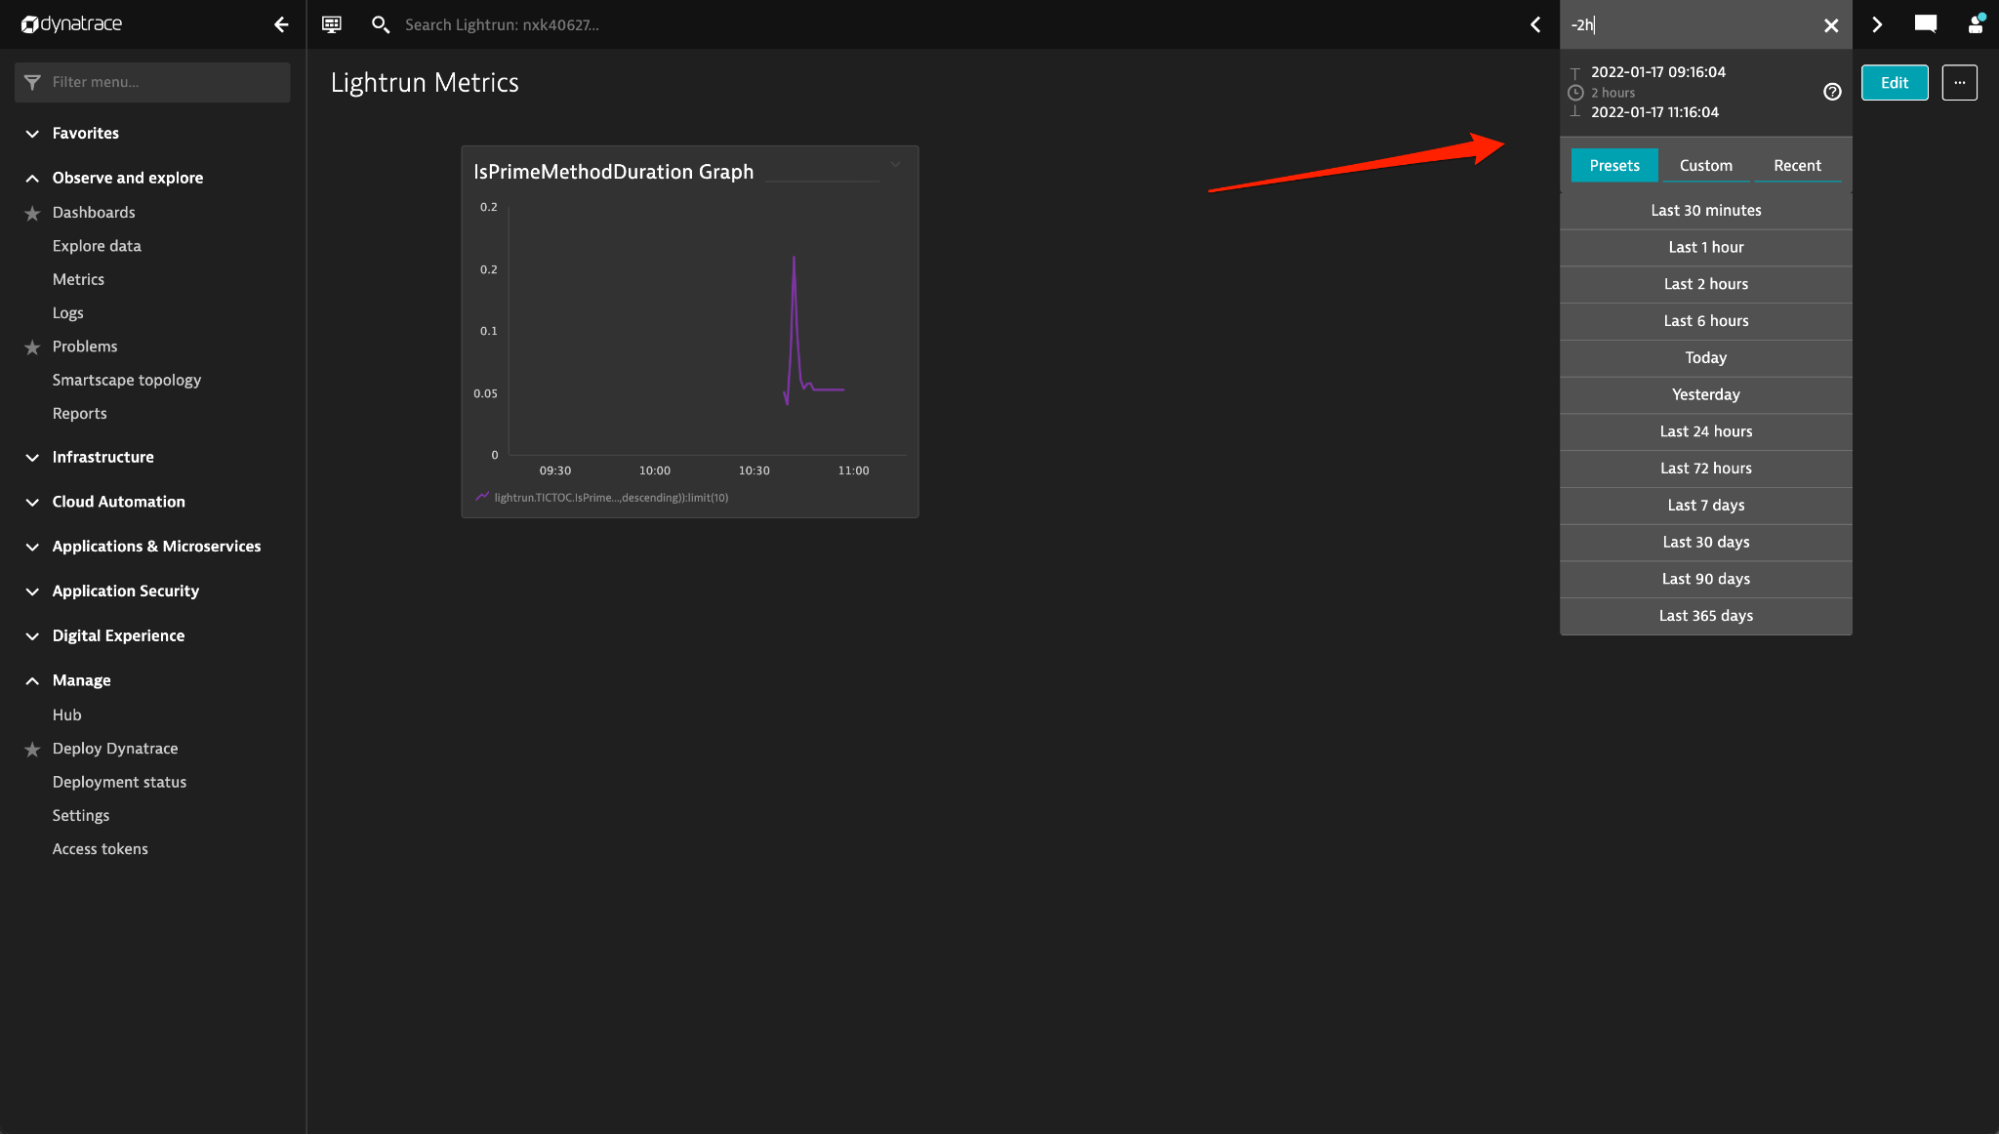 dynatrace
Search Lightrun: nxk40627...
-2h
Filter menu...
Favorites
Observe and explore
Dashboards
Explore data
Metrics
Logs
Problems
Smartscape topology
Reports
Infrastructure
Cloud Automation
Applications & Microservices
Application Security
Digital Experience
Manage
Hub
Deploy Dynatrace
Deployment status
Settings
Access tokens
Lightrun Metrics
IsPrimeMethodDuration Graph
0.2
0.2
0.1
0.05
0
09:30 10:00 10:30 11:00
lightrun.TICTOC.IsPrime...,descending)):limit(10)
2022-01-17 09:16:04
2 hours
2022-01-17 11:16:04
Edit
...
Presets Custom Recent
Last 30 minutes
Last 1 hour
Last 2 hours
Last 6 hours
Today
Yesterday
Last 24 hours
Last 72 hours
Last 7 days
Last 30 days
Last 90 days
Last 365 days